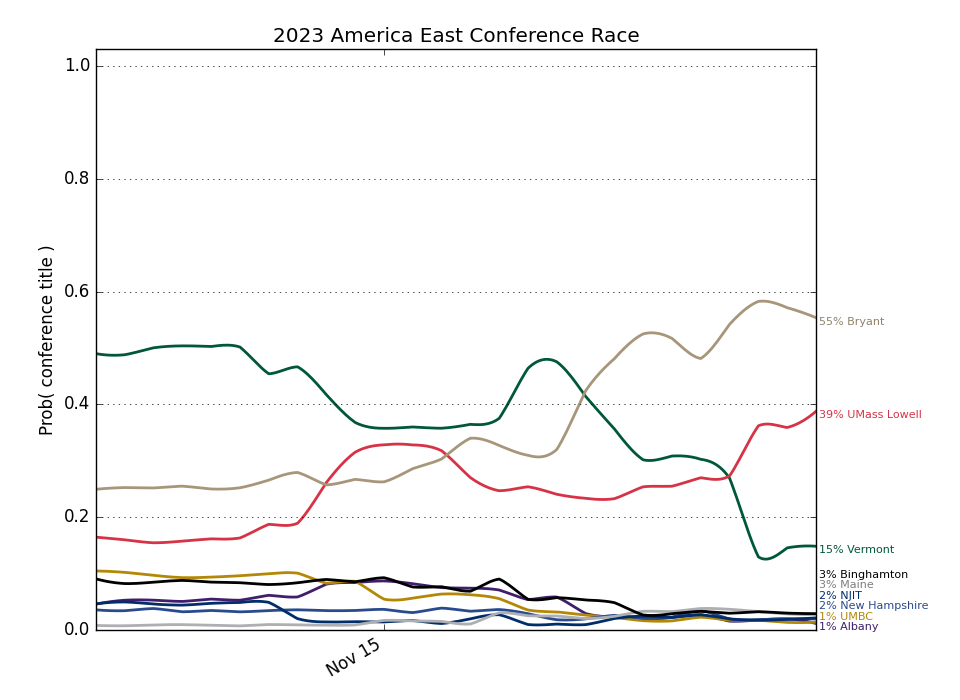 2023 America East Conference Race
Prob( conference title )
1.0
0.8
0.6
0.4
0.2
0.0
Nov 15
55% Bryant
39% UMass Lowell
15% Vermont
3% Binghamton
3% Maine
2% NJIT
2% New Hampshire
1% UMBC
1% Albany